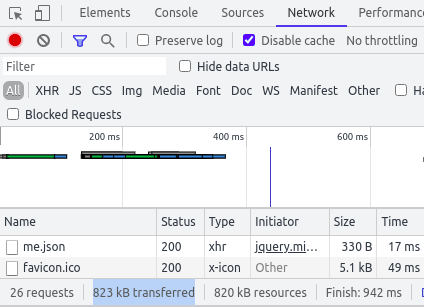 Elements Console Sources Network Performance
Preserve log Disable cache No throttling
Filter Hide data URLs
All XHR JS CSS Img Media Font Doc WS Manifest Other
Blocked Requests
200 ms 400 ms 600 ms
Name Status Type Initiator Size Time
me.json 200 xhr jquery.mi... 330 B 17 ms
favicon.ico 200 x-icon Other 5.1 kB 49 ms
26 requests 823 kB transferred 820 kB resources Finish: 942 ms